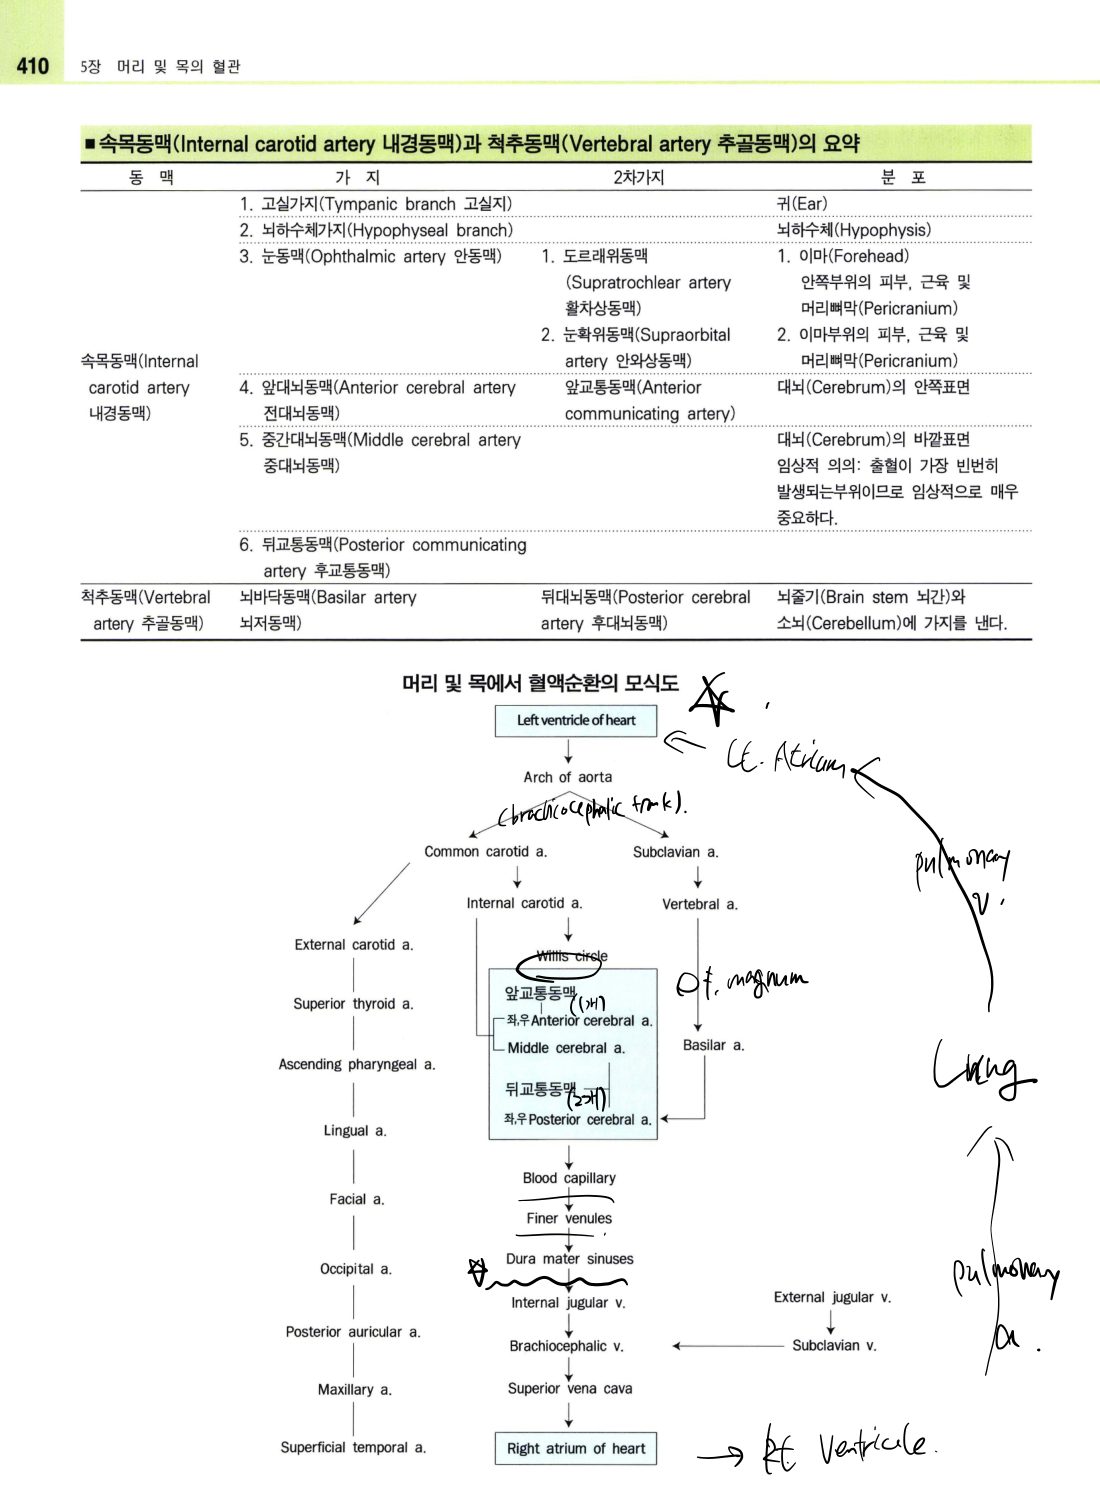 410 5장 머리 및 목의 혈관
■ 속목동맥(Internal carotid artery 내경동맥)과 척추동맥(Vertebral artery 추골동맥)의 요약
동 맥 가 지 2차가지 분 포
1. 고실가지(Tympanic branch 고실지) 귀(Ear)
2. 뇌하수체가지(Hypophyseal branch) 뇌하수체(Hypophysis)
3. 눈동맥(Ophthalmic artery 안동맥) 1. 도르래위동맥 1. 이마(Forehead)
(Supratrochlear artery 안쪽부위의 피부, 근육 및
활차상동맥) 머리뼈막(Pericranium)
2. 눈확위동맥(Supraorbital 2. 이마부위의 피부, 근육 및
속목동맥(Internal artery 안와상동맥) 머리뼈막(Pericranium)
carotid artery 4. 앞대뇌동맥(Anterior cerebral artery 앞교통동맥(Anterior 대뇌(Cerebrum)의 안쪽표면
내경동맥) 전대뇌동맥) communicating artery)
5. 중간대뇌동맥(Middle cerebral artery 대뇌(Cerebrum)의 바깥표면
중대뇌동맥) 임상적 의의: 출혈이 가장 빈번히
발생되는부위이므로 임상적으로 매우
중요하다.
6. 뒤교통동맥(Posterior communicating
artery 후교통동맥)
척추동맥(Vertebral 뇌바닥동맥(Basilar artery 뒤대뇌동맥(Posterior cerebral 뇌줄기(Brain stem 뇌간)와
artery 추골동맥) 뇌저동맥) artery 후대뇌동맥) 소뇌(Cerebellum)에 가지를 낸다.
머리 및 목에서 혈액순환의 모식도
Left ventricle of heart
Lt. Atrium
Arch of aorta
(brachiocephalic trunk).
Common carotid a. Subclavian a.
pulmonary
v.
Internal carotid a. Vertebral a.
External carotid a.
Willis circle
f. magnum
앞교통동맥 (1개)
Superior thyroid a.
좌,우 Anterior cerebral a.
Middle cerebral a. Basilar a.
Ascending pharyngeal a.
Lung
뒤교통동맥 (2개)
좌,우 Posterior cerebral a.
Lingual a.
Blood capillary
Facial a.
Finer venules
Dura mater sinuses
Occipital a.
pulmonary
a.
Internal jugular v. External jugular v.
Posterior auricular a.
Brachiocephalic v. Subclavian v.
Maxillary a. Superior vena cava
Superficial temporal a. Right atrium of heart → Rt Ventricle.